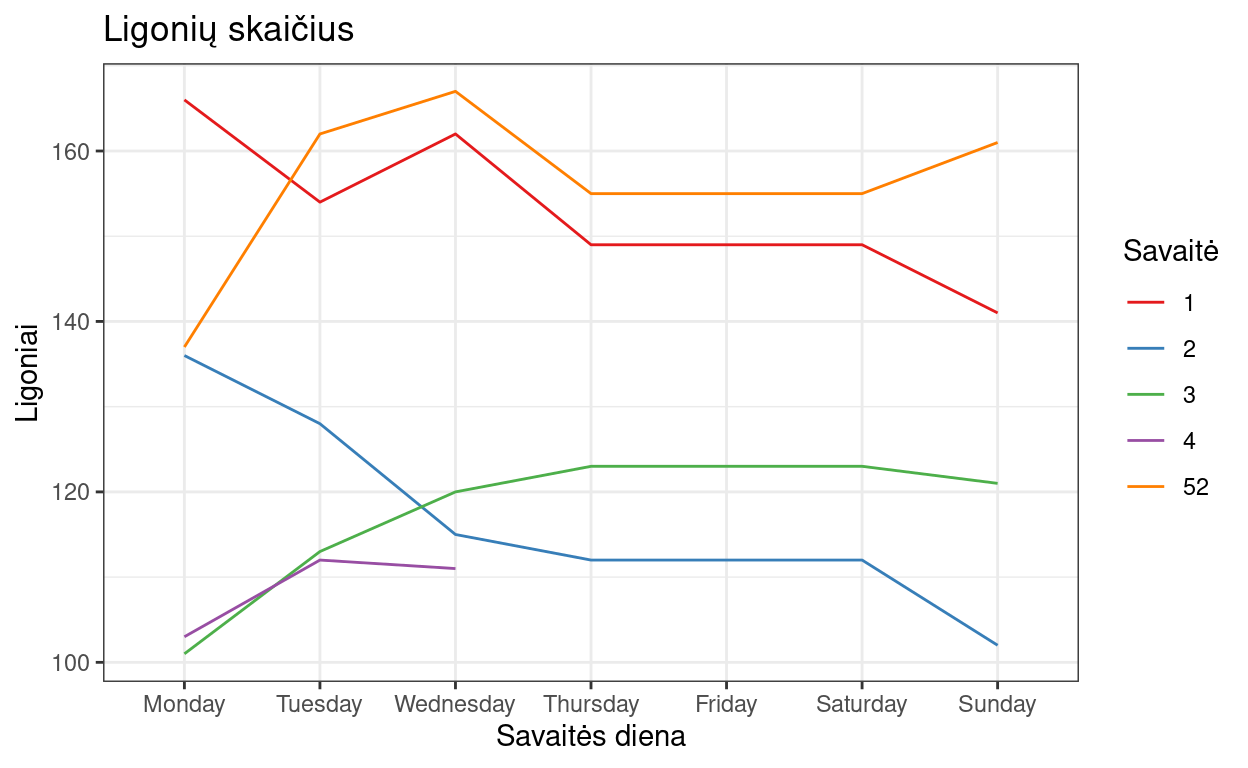 Ligonių skaičius
Ligoniai
160
140
120
100
Monday Tuesday Wednesday Thursday Friday Saturday Sunday
Savaitės diena
Savaitė
1
2
3
4
52